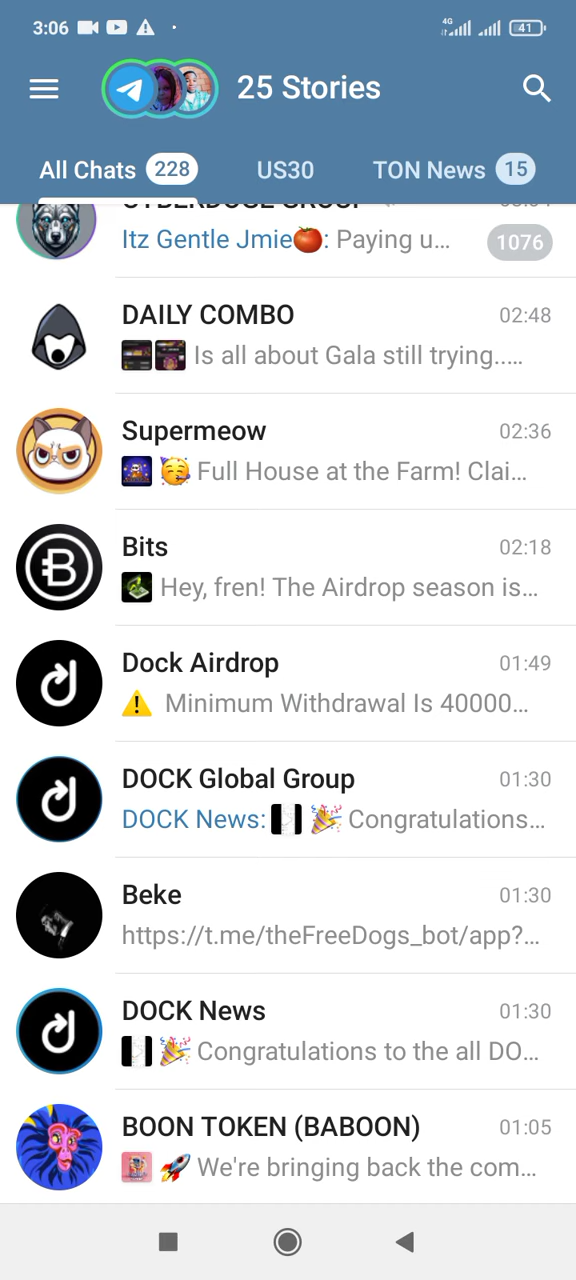 3:06
4G
41
25 Stories
All Chats 228
US30
TON News 15
Itz Gentle Jmie🍅: Paying u...
1076
DAILY COMBO
02:48
Is all about Gala still trying.....
Supermeow
02:36
🥳 Full House at the Farm! Clai...
Bits
02:18
Hey, fren! The Airdrop season is...
Dock Airdrop
01:49
⚠️ Minimum Withdrawal Is 40000...
DOCK Global Group
01:30
DOCK News: 🎉 Congratulations...
Beke
01:30
https://t.me/theFreeDogs_bot/app?...
DOCK News
01:30
🎉 Congratulations to the all DO...
BOON TOKEN (BABOON)
01:05
🚀 We're bringing back the com...